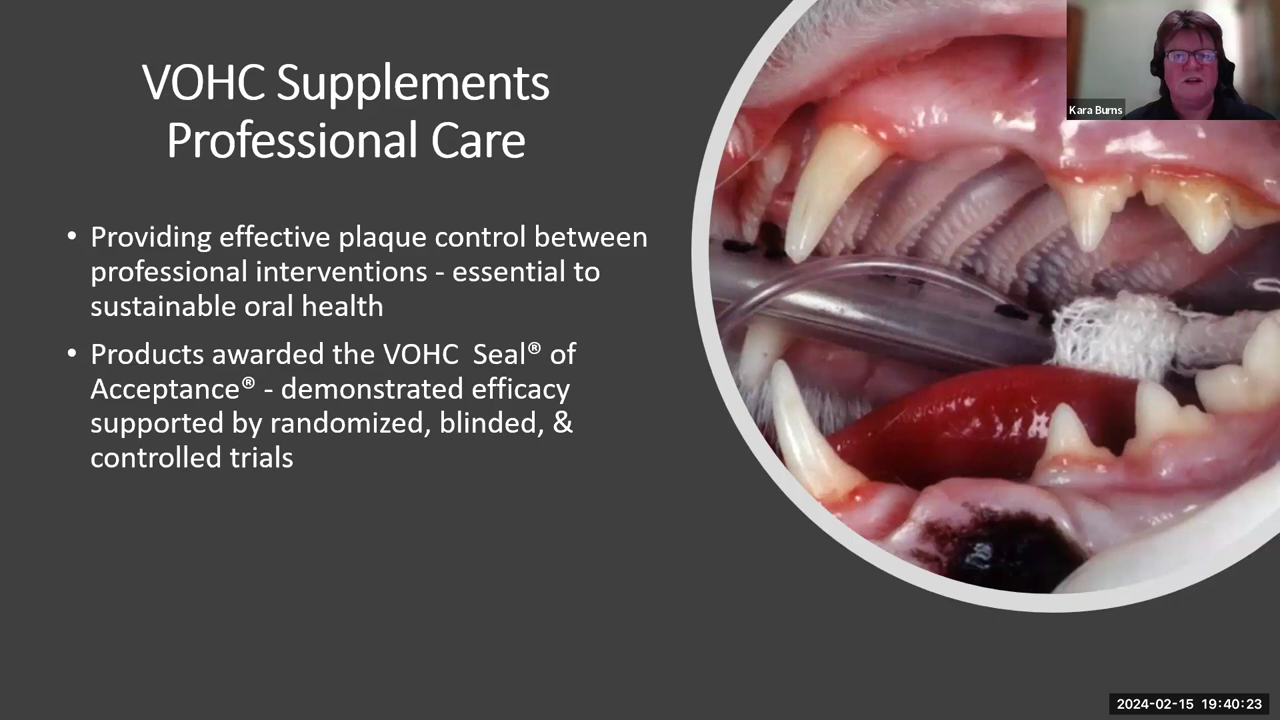 VOHC Supplements
Professional Care
• Providing effective plaque control between
professional interventions - essential to
sustainable oral health
• Products awarded the VOHC  Seal® of
Acceptance® - demonstrated efficacy
supported by randomized, blinded, &
controlled trials
Kara Burns
2024-02-15 19:40:23